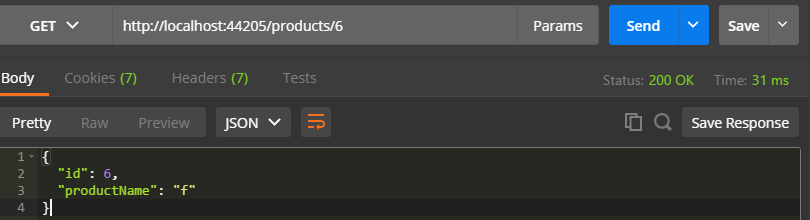 GET http://localhost:44205/products/6 Params Send Save
Body Cookies (7) Headers (7) Tests Status: 200 OK Time: 31 ms
Pretty Raw Preview JSON Save Response
1 {
2 "id": 6,
3 "productName": "f"
4 }